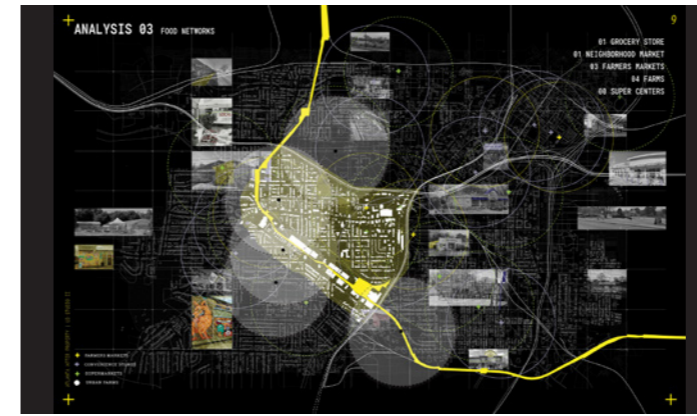 ANALYSIS 03 FOOD NETWORKS
9
01 GROCERY STORE
01 NEIGHBORHOOD MARKET
03 FARMERS MARKETS
04 FARMS
00 SUPER CENTERS
FARMERS MARKETS
CONVENIENCE STORES
SUPERMARKETS
URBAN FARMS